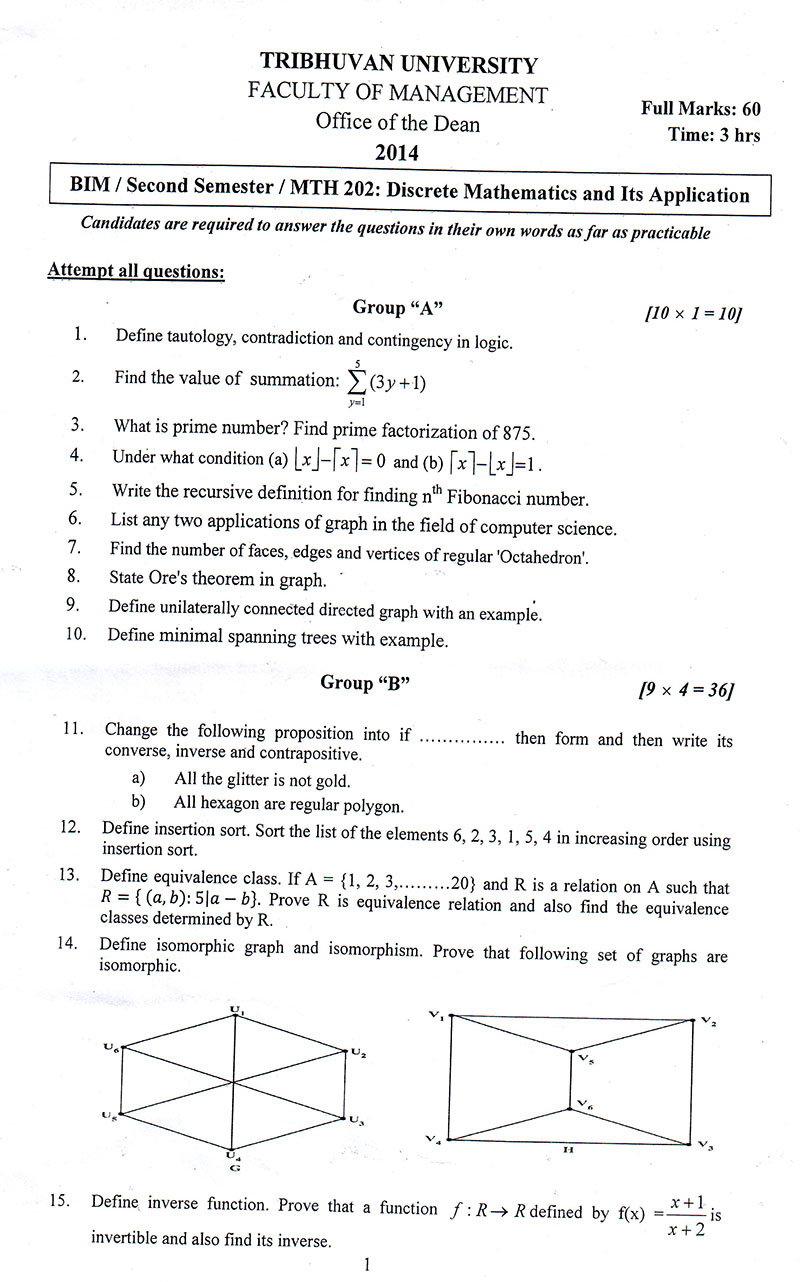 TRIBHUVAN UNIVERSITY
FACULTY OF MANAGEMENT
Office of the Dean
2014
Full Marks: 60
Time: 3 hrs
BIM / Second Semester / MTH 202: Discrete Mathematics and Its Application
Candidates are required to answer the questions in their own words as far as practicable
Attempt all questions:
Group “A” [10 × 1 = 10]
1. Define tautology, contradiction and contingency in logic.
2. Find the value of summation: ∑_{y=1}^{5} (3y+1)
3. What is prime number? Find prime factorization of 875.
4. Under what condition (a) ⌊x⌋−⌈x⌉= 0 and (b) ⌈x⌉−⌊x⌋=1 .
5. Write the recursive definition for finding nth Fibonacci number.
6. List any two applications of graph in the field of computer science.
7. Find the number of faces, edges and vertices of regular 'Octahedron'.
8. State Ore's theorem in graph.
9. Define unilaterally connected directed graph with an example.
10. Define minimal spanning trees with example.
Group “B” [9 × 4 = 36]
11. Change the following proposition into if ............... then form and then write its
converse, inverse and contrapositive.
a) All the glitter is not gold.
b) All hexagon are regular polygon.
12. Define insertion sort. Sort the list of the elements 6, 2, 3, 1, 5, 4 in increasing order using
insertion sort.
13. Define equivalence class. If A = {1, 2, 3,.........20} and R is a relation on A such that
R = { (a, b): 5|a − b}. Prove R is equivalence relation and also find the equivalence
classes determined by R.
14. Define isomorphic graph and isomorphism. Prove that following set of graphs are
isomorphic.
U1
U6
U2
U5
U3
U4
G
V1
V2
V5
V6
V4
V3
H
15. Define inverse function. Prove that a function f : R→ R defined by f(x) = (x+1)/(x+2) is
invertible and also find its inverse.
1